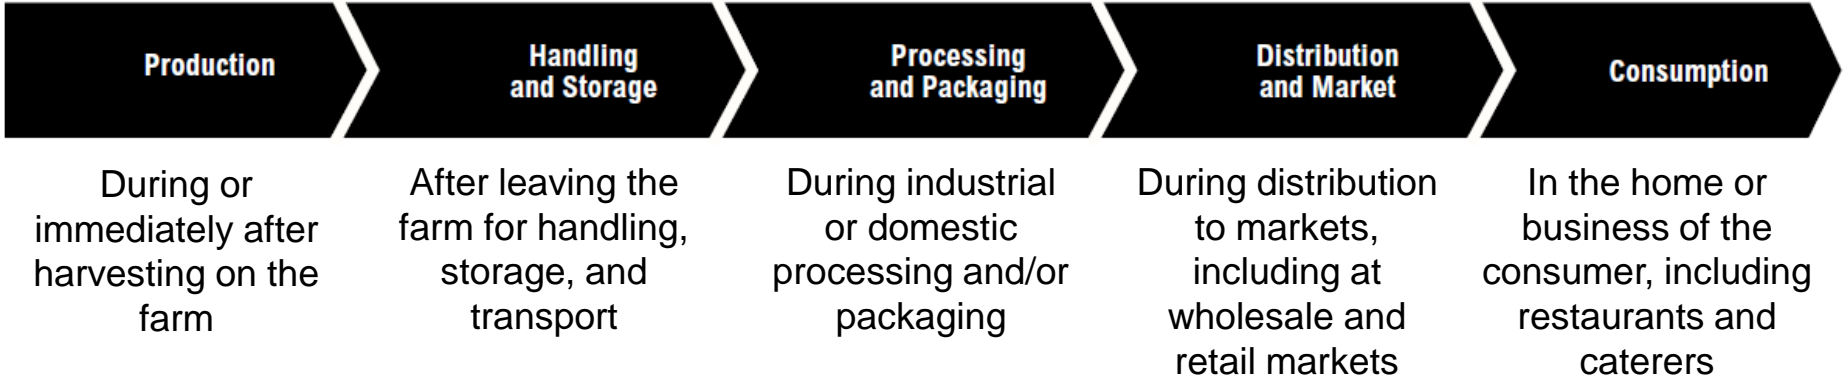 Production
Handling
and Storage
Processing
and Packaging
Distribution
and Market
Consumption
During or
immediately after
harvesting on the
farm
After leaving the
farm for handling,
storage, and
transport
During industrial
or domestic
processing and/or
packaging
During distribution
to markets,
including at
wholesale and
retail markets
In the home or
business of the
consumer, including
restaurants and
caterers